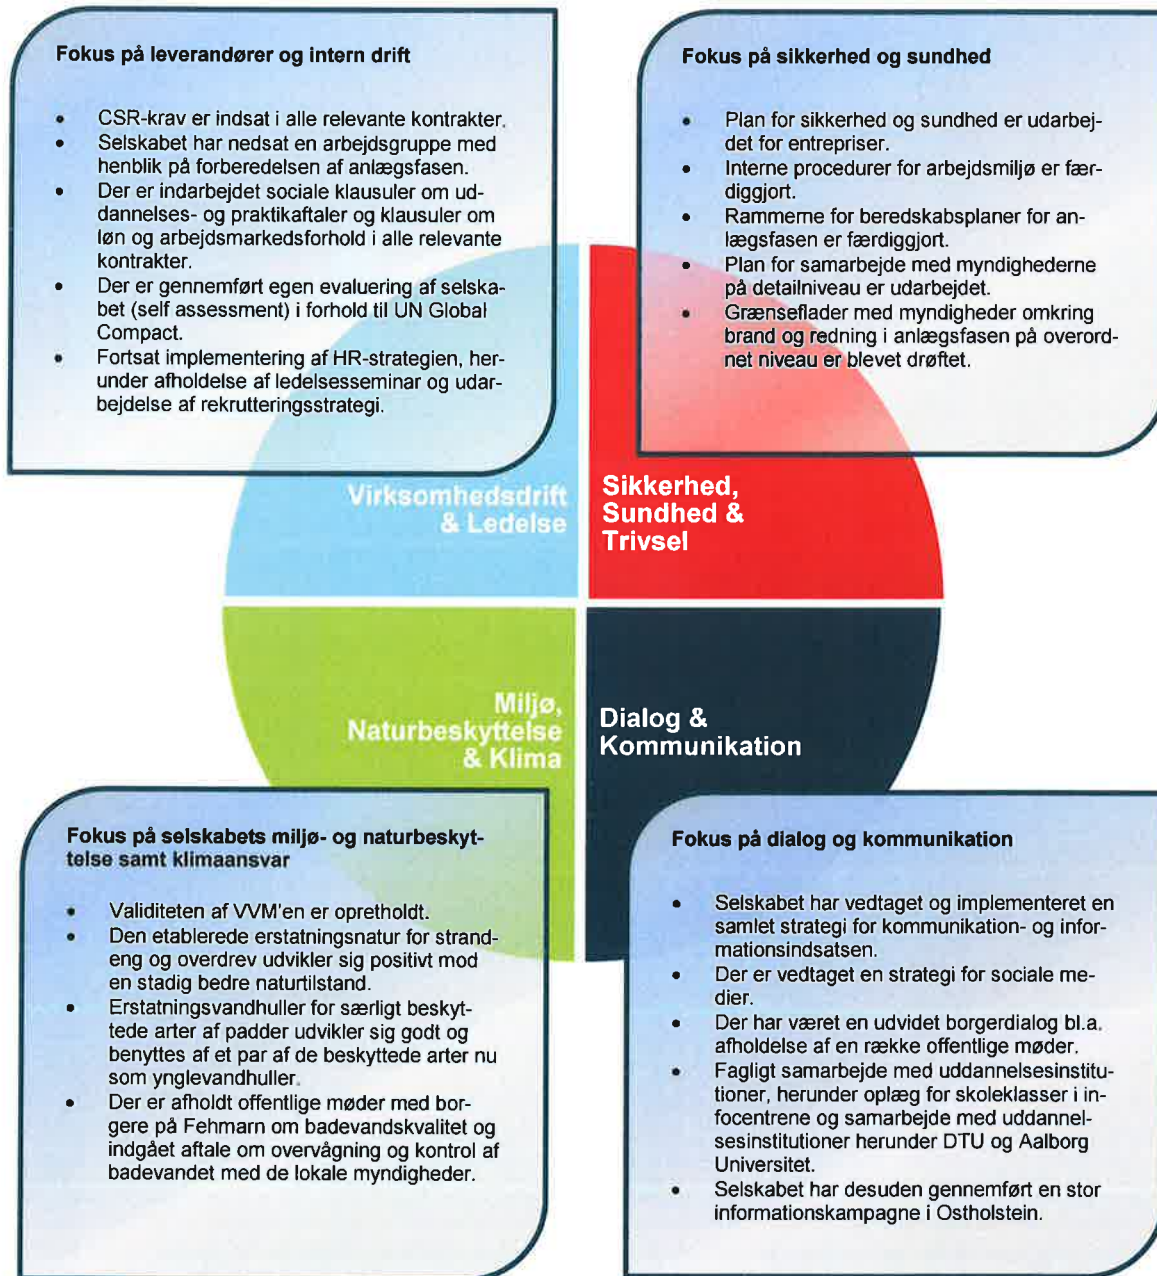 Fokus på leverandører og intern drift
• CSR-krav er indsat i alle relevante kontrakter.
• Selskabet har nedsat en arbejdsgruppe med
henblik på forberedelsen af anlægsfasen.
• Der er indarbejdet sociale klausuler om ud-
dannelses- og praktikaftaler og klausuler om
løn og arbejdsmarkedsforhold i alle relevante
kontrakter.
• Der er gennemført egen evaluering af selska-
bet (self assessment) i forhold til UN Global
Compact.
• Fortsat implementering af HR-strategien, her-
under afholdelse af ledelsesseminar og udar-
bejdelse af rekrutteringsstrategi.
Fokus på sikkerhed og sundhed
• Plan for sikkerhed og sundhed er udarbej-
det for entrepriser.
• Interne procedurer for arbejdsmiljø er fær-
diggjort.
• Rammerne for beredskabsplaner for an-
lægsfasen er færdiggjort.
• Plan for samarbejde med myndighederne
på detailniveau er udarbejdet.
• Grænseflader med myndigheder omkring
brand og redning i anlægsfasen på overord-
net niveau er blevet drøftet.
Virksomhedsdrift
& Ledelse
Sikkerhed,
Sundhed &
Trivsel
Miljø,
Naturbeskyttelse
& Klima
Dialog &
Kommunikation
Fokus på selskabets miljø- og naturbeskyt-
telse samt klimaansvar
• Validiteten af VVM'en er opretholdt.
• Den etablerede erstatningsnatur for strand-
eng og overdrev udvikler sig positivt mod
en stadig bedre naturtilstand.
• Erstatningsvandhuller for særligt beskyt-
tede arter af padder udvikler sig godt og
benyttes af et par af de beskyttede arter nu
som ynglevandhuller.
• Der er afholdt offentlige møder med bor-
gere på Fehmarn om badevandskvalitet og
indgået aftale om overvågning og kontrol af
badevandet med de lokale myndigheder.
Fokus på dialog og kommunikation
• Selskabet har vedtaget og implementeret en
samlet strategi for kommunikation- og infor-
mationsindsatsen.
• Der er vedtaget en strategi for sociale me-
dier.
• Der har været en udvidet borgerdialog bl.a.
afholdelse af en række offentlige møder.
• Fagligt samarbejde med uddannelsesinstitu-
tioner, herunder oplæg for skoleklasser i in-
focentrene og samarbejde med uddannel-
sesinstitutioner herunder DTU og Aalborg
Universitet.
• Selskabet har desuden gennemført en stor
informationskampagne i Ostholstein.